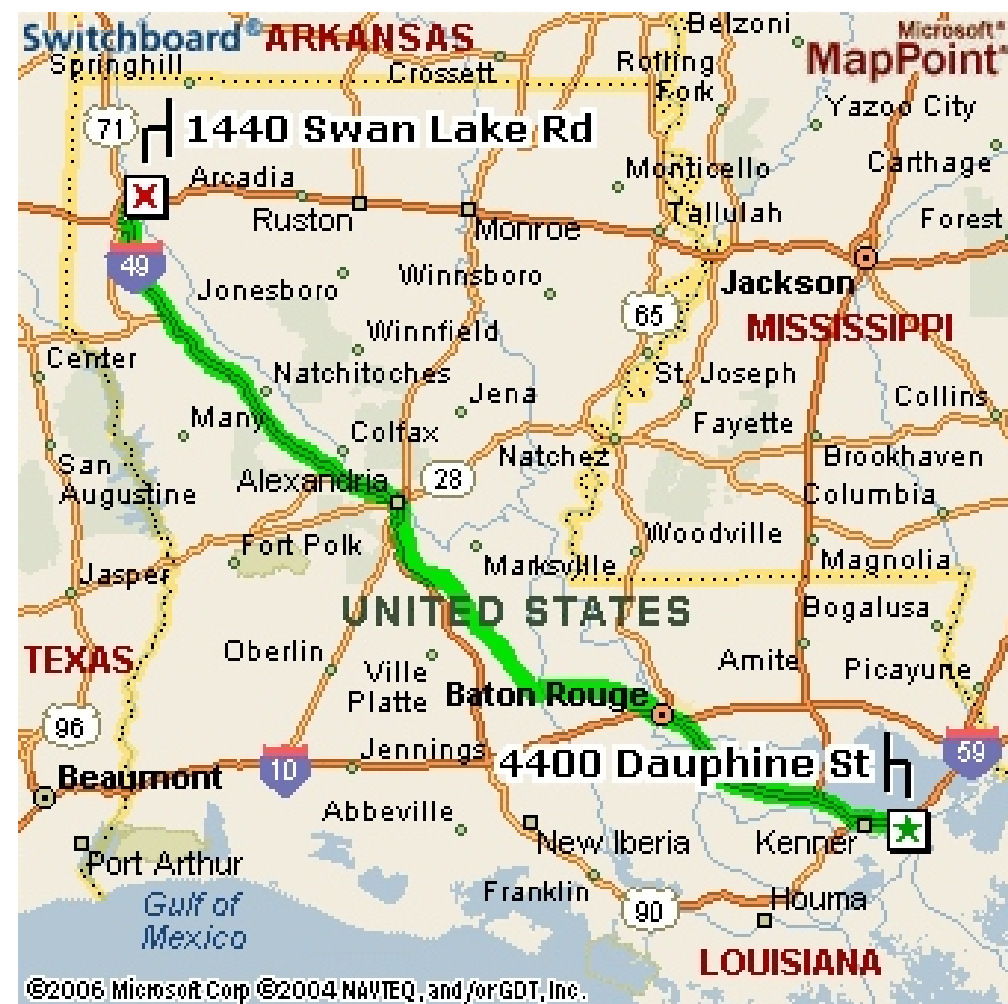 Switchboard®
ARKANSAS
Belzoni
Microsoft®
MapPoint®
Springhill
Crossett
Rolling
Fork
Yazoo City
71
1440 Swan Lake Rd
Carthage
Monticello
Arcadia
Ruston
Monroe
Tallulah
Forest
49
Jonesboro
Winnsboro
Jackson
65
MISSISSIPPI
Winnfield
Center
Natchitoches
St. Joseph
Jena
Collins
Many
Colfax
Fayette
Natchez
Brookhaven
San
Augustine
Alexandria
28
Columbia
Woodville
Fort Polk
Marksville
Magnolia
Jasper
UNITED STATES
Bogalusa
TEXAS
Oberlin
Ville
Platte
Amite
Picayune
Baton Rouge
96
59
Jennings
10
4400 Dauphine St
Beaumont
Abbeville
New Iberia
Kenner
Port Arthur
Franklin
Houma
90
Gulf of
Mexico
LOUISIANA
©2006 Microsoft Corp ©2004 NAVTEQ, and/or GDT, Inc.